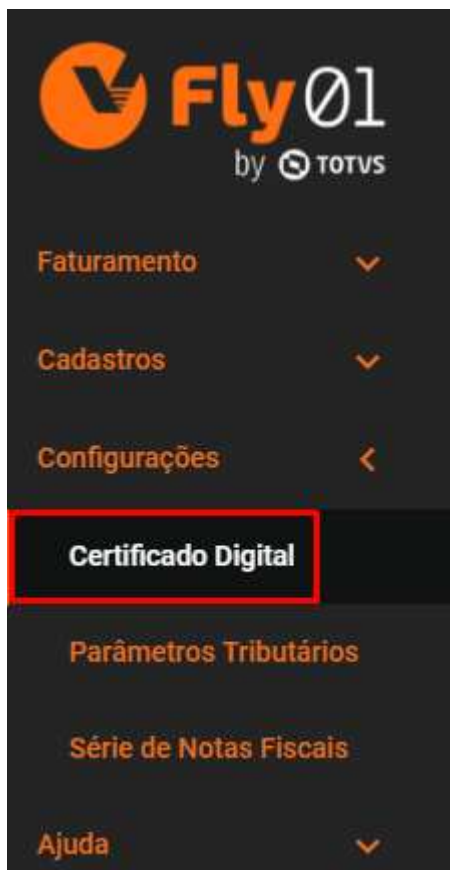 Fly01
by TOTVS
Faturamento
Cadastros
Configurações
Certificado Digital
Parâmetros Tributários
Série de Notas Fiscais
Ajuda